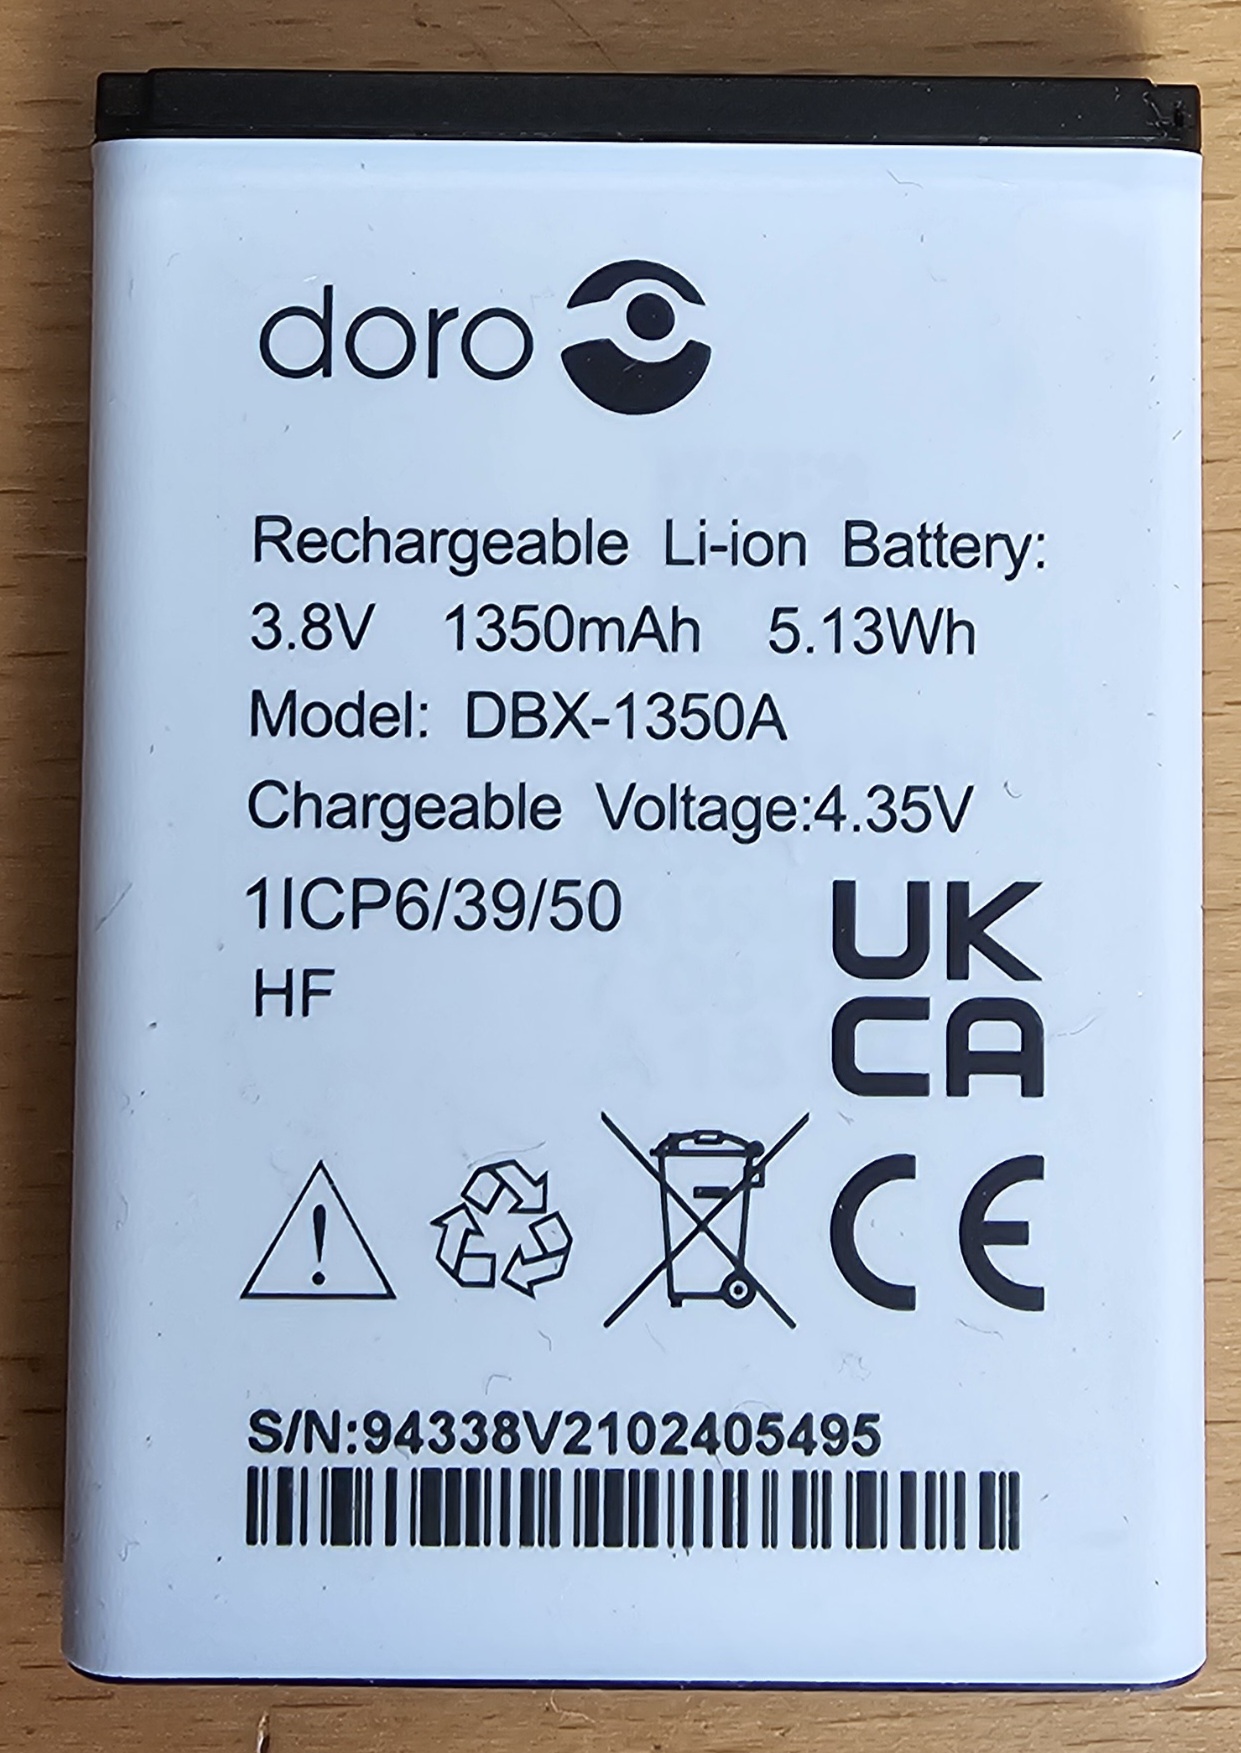 doro
Rechargeable Li-ion Battery:
3.8V 1350mAh 5.13Wh
Model: DBX-1350A
Chargeable Voltage:4.35V
1ICP6/39/50
HF
UK
CA
CE
S/N:94338V2102405495